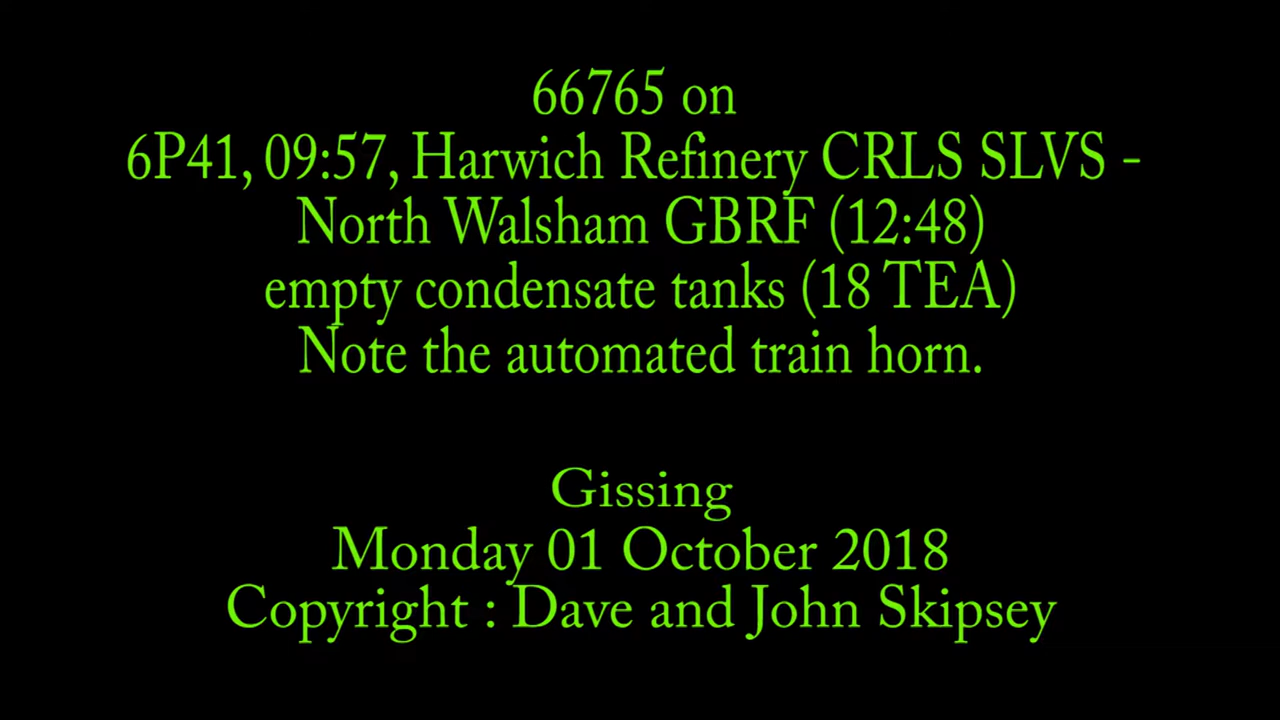 66765 on
6P41, 09:57, Harwich Refinery CRLS SLVS -
North Walsham GBRF (12:48)
empty condensate tanks (18 TEA)
Note the automated train horn.
Gissing
Monday 01 October 2018
Copyright : Dave and John Skipsey